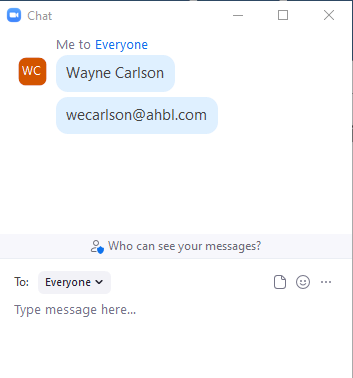 Chat
Me to Everyone
WC
Wayne Carlson
wecarlson@ahbl.com
Who can see your messages?
To: Everyone
Type message here...